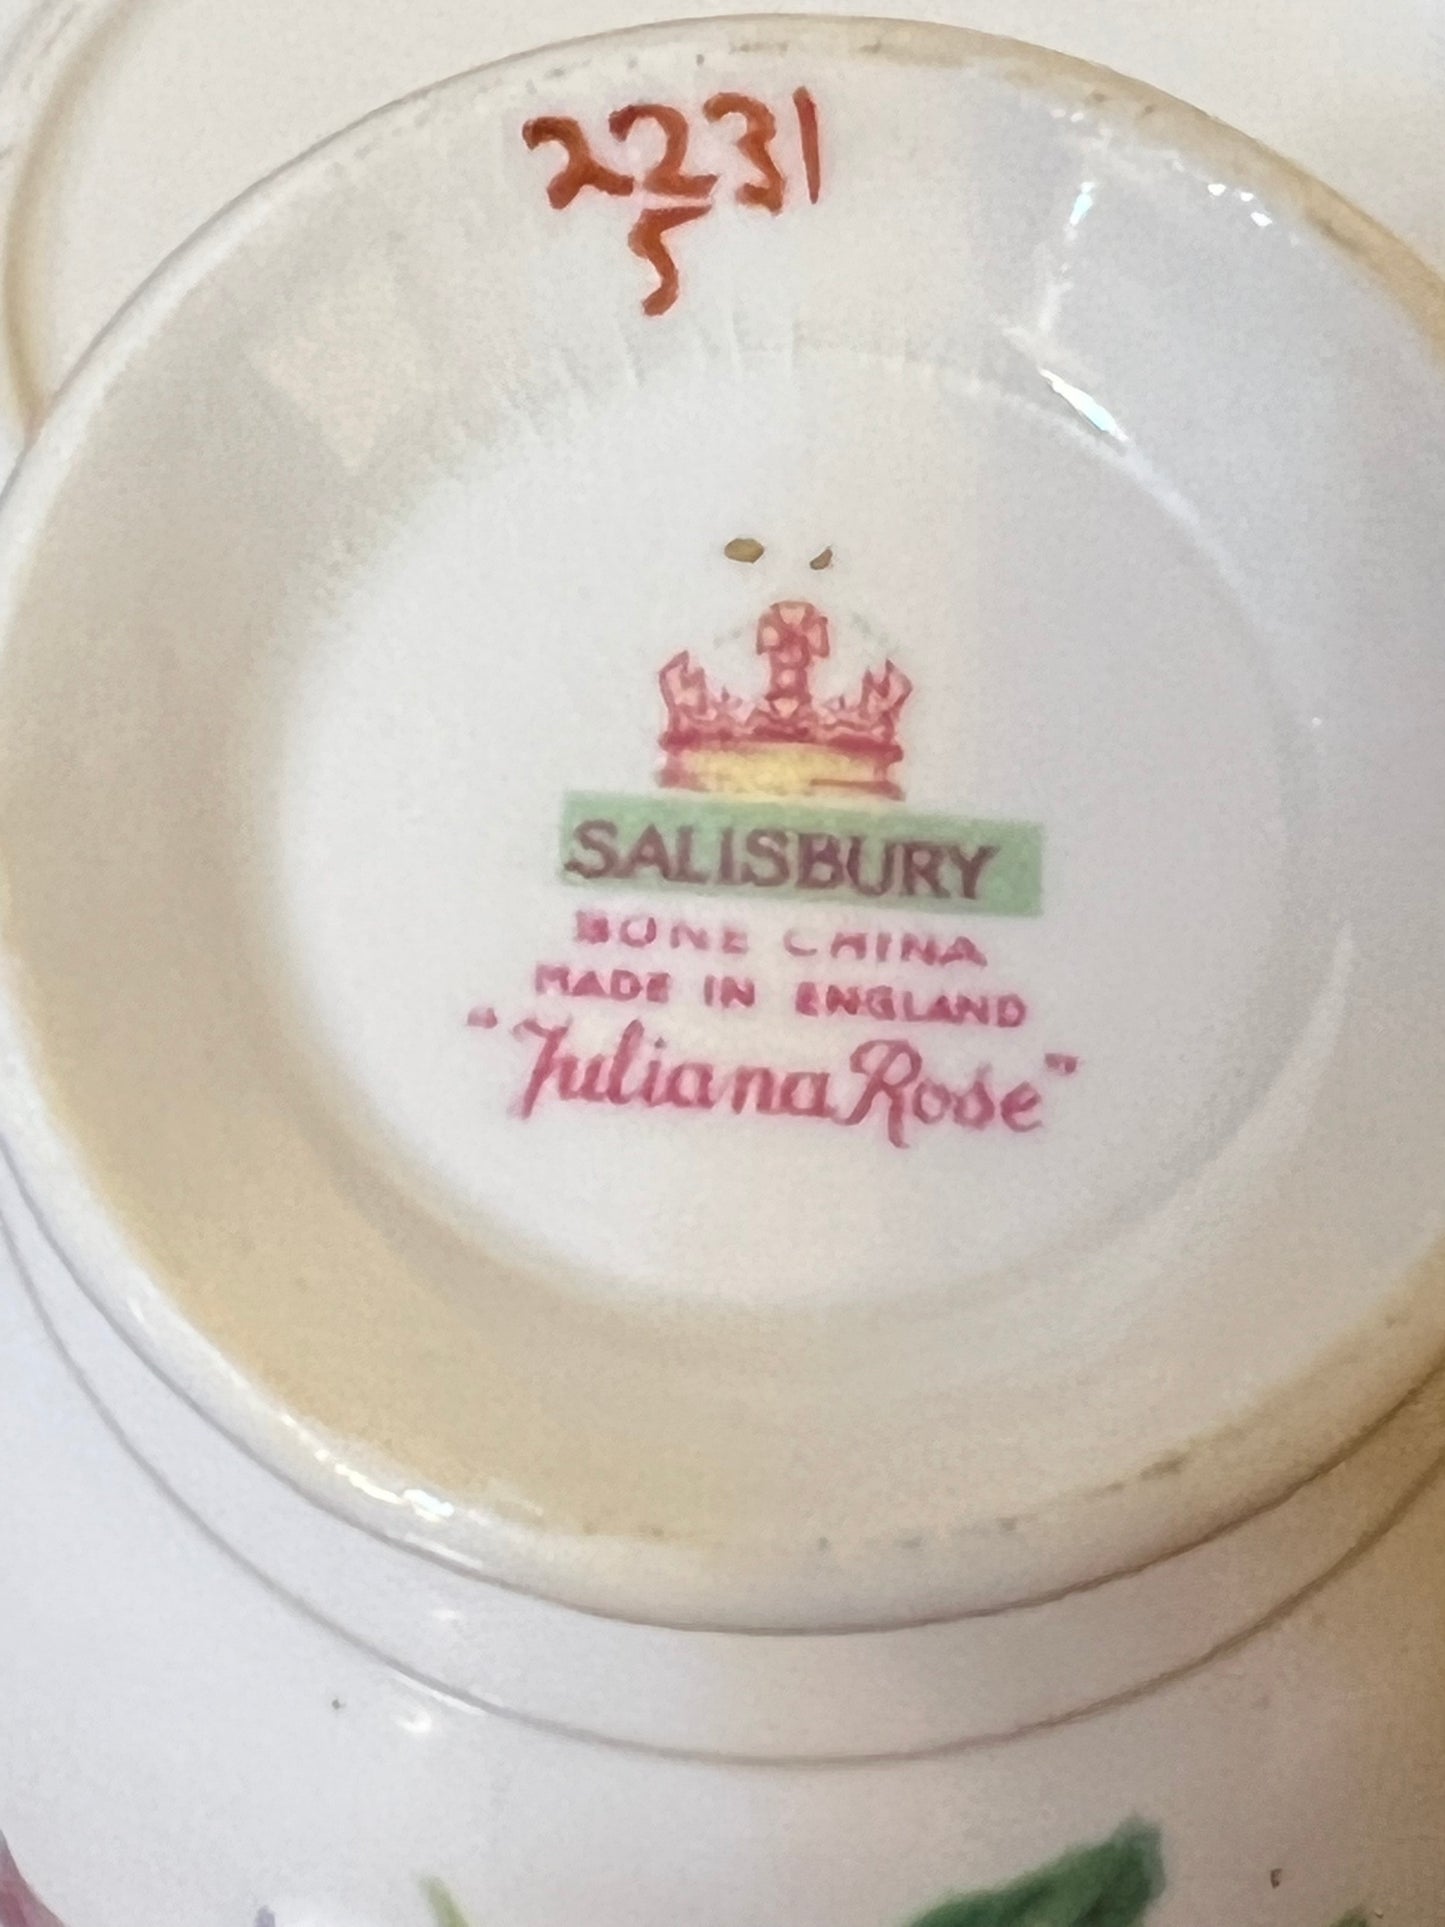 2231
5
SALISBURY
BONE CHINA
MADE IN ENGLAND
"Juliana Rose"